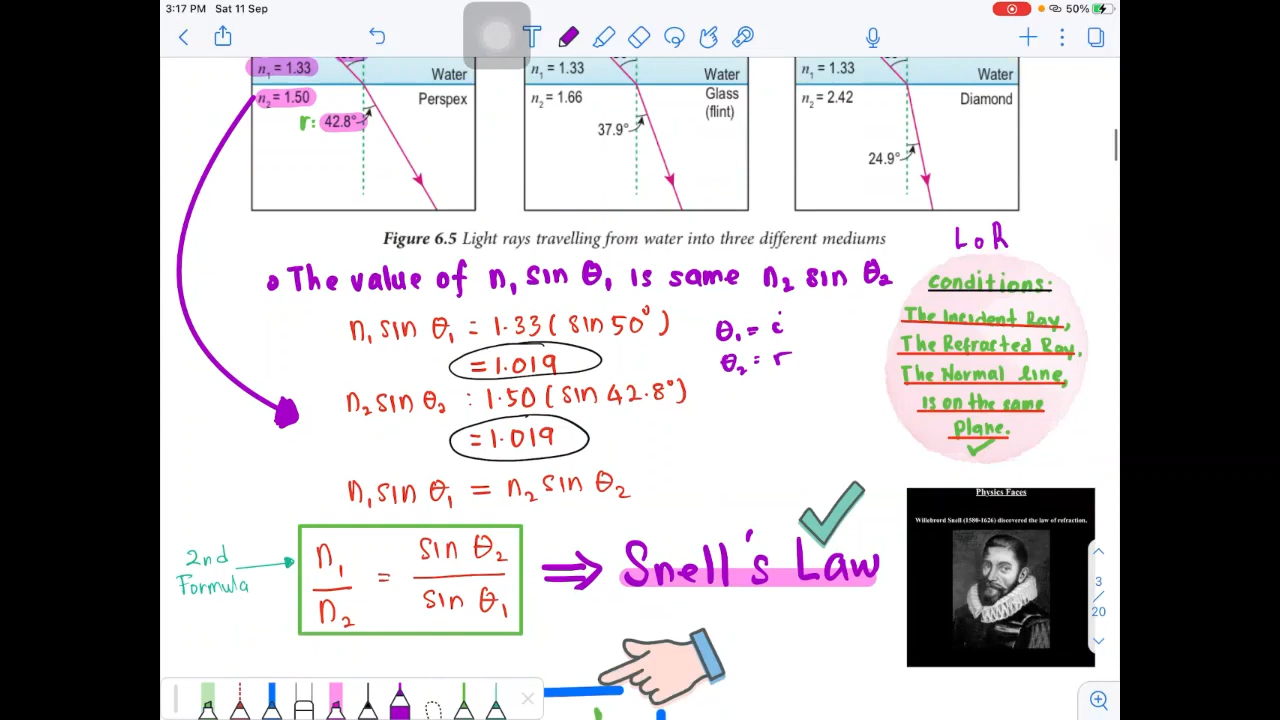 3:17 PM Sat 11 Sep
50%
T
n₁ = 1.33
Water
n₂ = 1.50
Perspex
r: 42.8°
n₁ = 1.33
Water
n₂ = 1.66
Glass
(flint)
37.9°
n₁ = 1.33
Water
n₂ = 2.42
Diamond
24.9°
Figure 6.5 Light rays travelling from water into three different mediums
• The value of n₁ sin θ₁ is same n₂ sin θ₂
n₁ sin θ₁ = 1.33 ( sin 50° )
= 1.019
n₂ sin θ₂ : 1.50 ( sin 42.8° )
= 1.019
θ₁ = i
θ₂ = r
n₁ sin θ₁ = n₂ sin θ₂
2nd
Formula
n₁/n₂ = sin θ₂/sin θ₁
⇒ Snell's Law
LOR
Conditions:
The Incident Ray,
The Refracted Ray,
The Normal line,
is on the same
plane.
Physics Faces
Willebrord Snell (1580-1626) discovered the law of refraction.
3
/
20